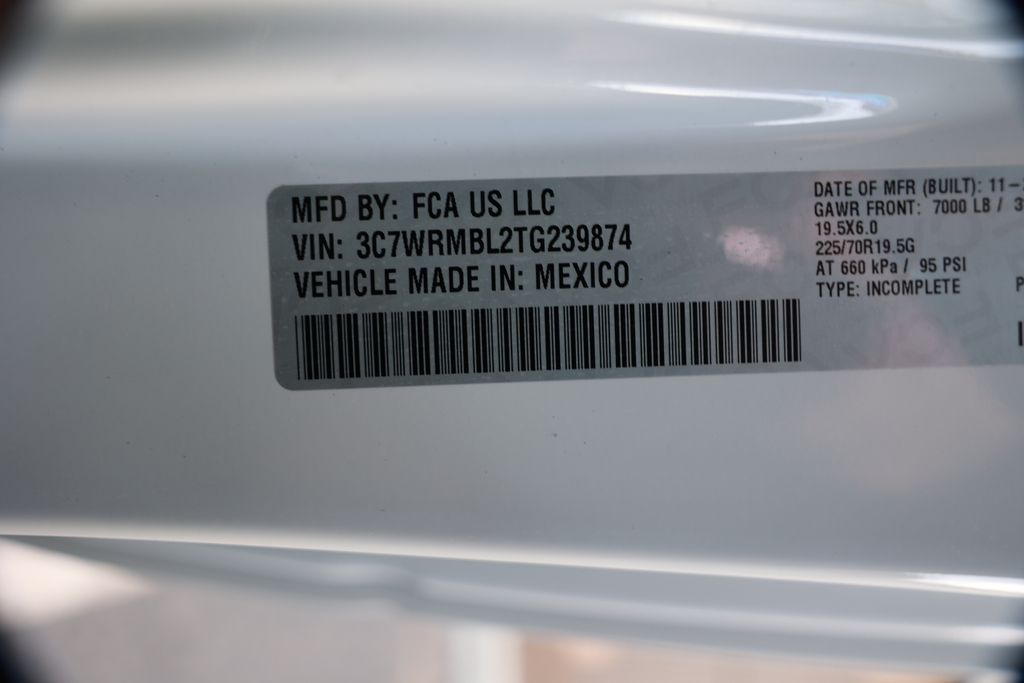 MFD BY: FCA US LLC
VIN: 3C7WRMBL2TG239874
VEHICLE MADE IN: MEXICO
DATE OF MFR (BUILT): 11-
GAWR FRONT: 7000 LB / 
19.5X6.0
225/70R19.5G
AT 660 kPa / 95 PSI
TYPE: INCOMPLETE
P